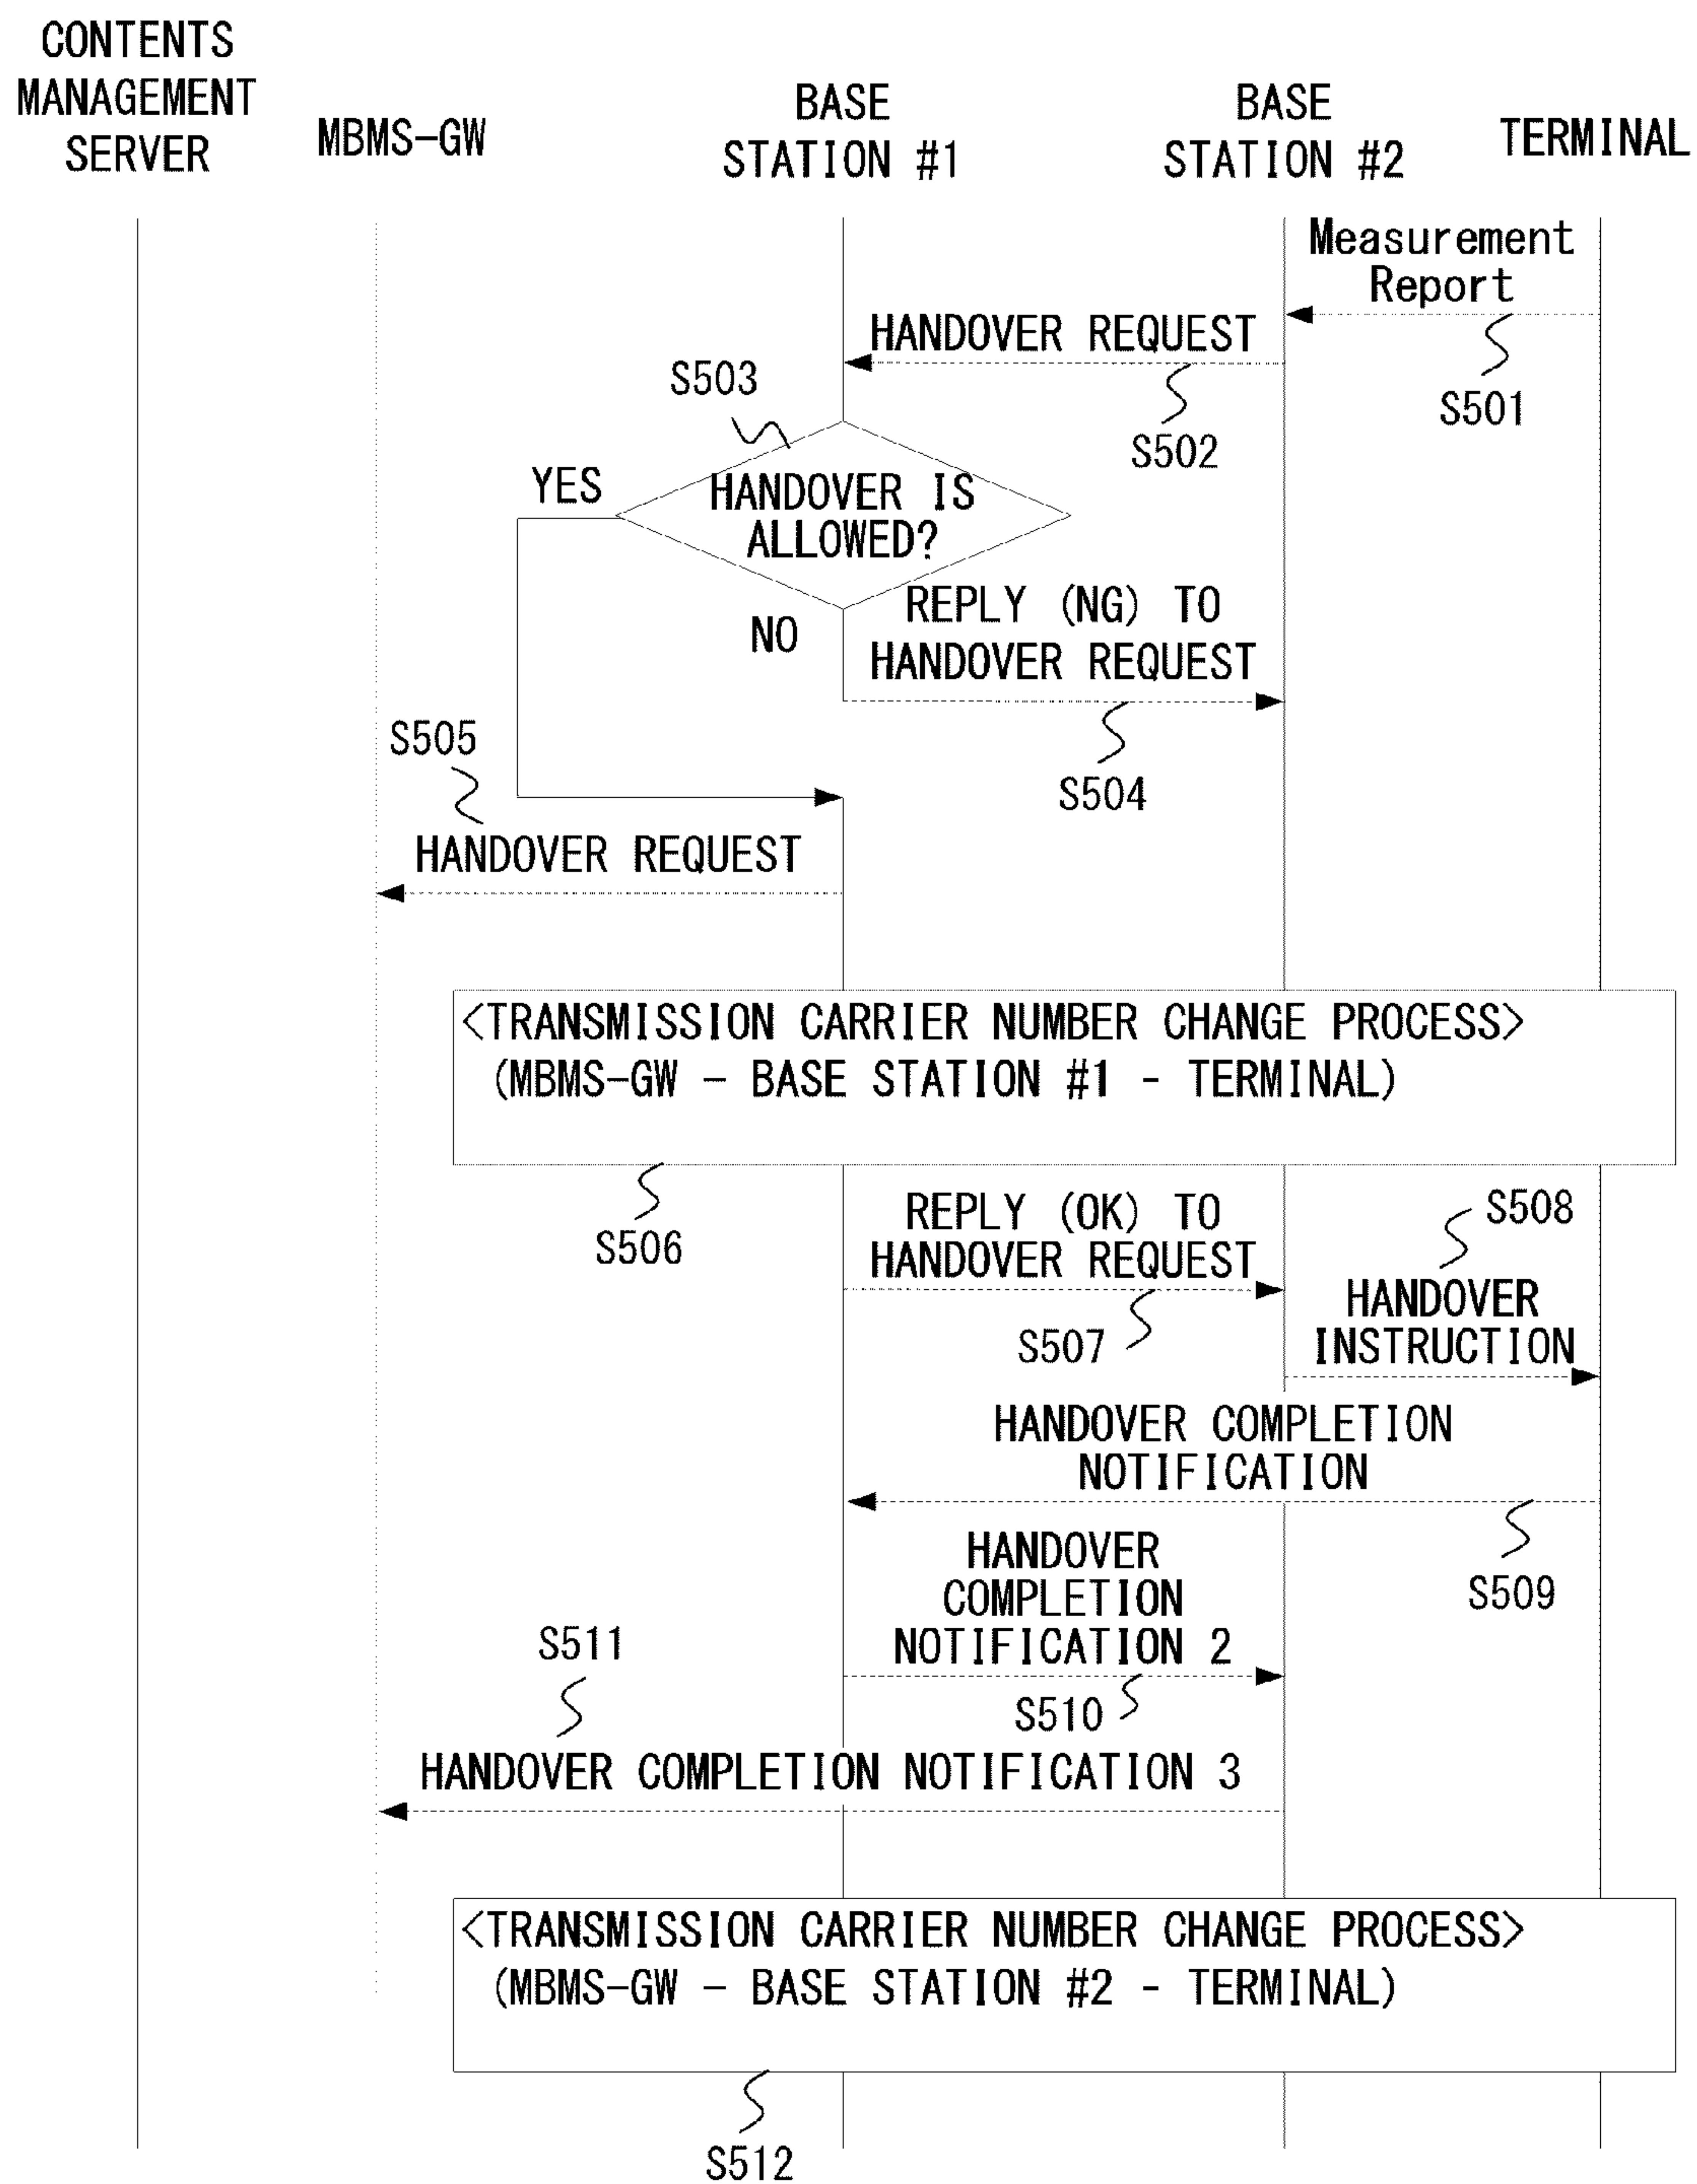 CONTENTS
MANAGEMENT
SERVER
MBMS-GW
BASE
STATION #1
BASE
STATION #2
TERMINAL
Measurement
Report
S501
HANDOVER REQUEST
S502
S503
HANDOVER IS
ALLOWED?
YES
NO
REPLY (NG) TO
HANDOVER REQUEST
S504
S505
HANDOVER REQUEST
<TRANSMISSION CARRIER NUMBER CHANGE PROCESS>
(MBMS-GW – BASE STATION #1 - TERMINAL)
S506
REPLY (OK) TO
HANDOVER REQUEST
S507
S508
HANDOVER
INSTRUCTION
HANDOVER COMPLETION
NOTIFICATION
S509
HANDOVER
COMPLETION
NOTIFICATION 2
S510
S511
HANDOVER COMPLETION NOTIFICATION 3
<TRANSMISSION CARRIER NUMBER CHANGE PROCESS>
(MBMS-GW – BASE STATION #2 - TERMINAL)
S512